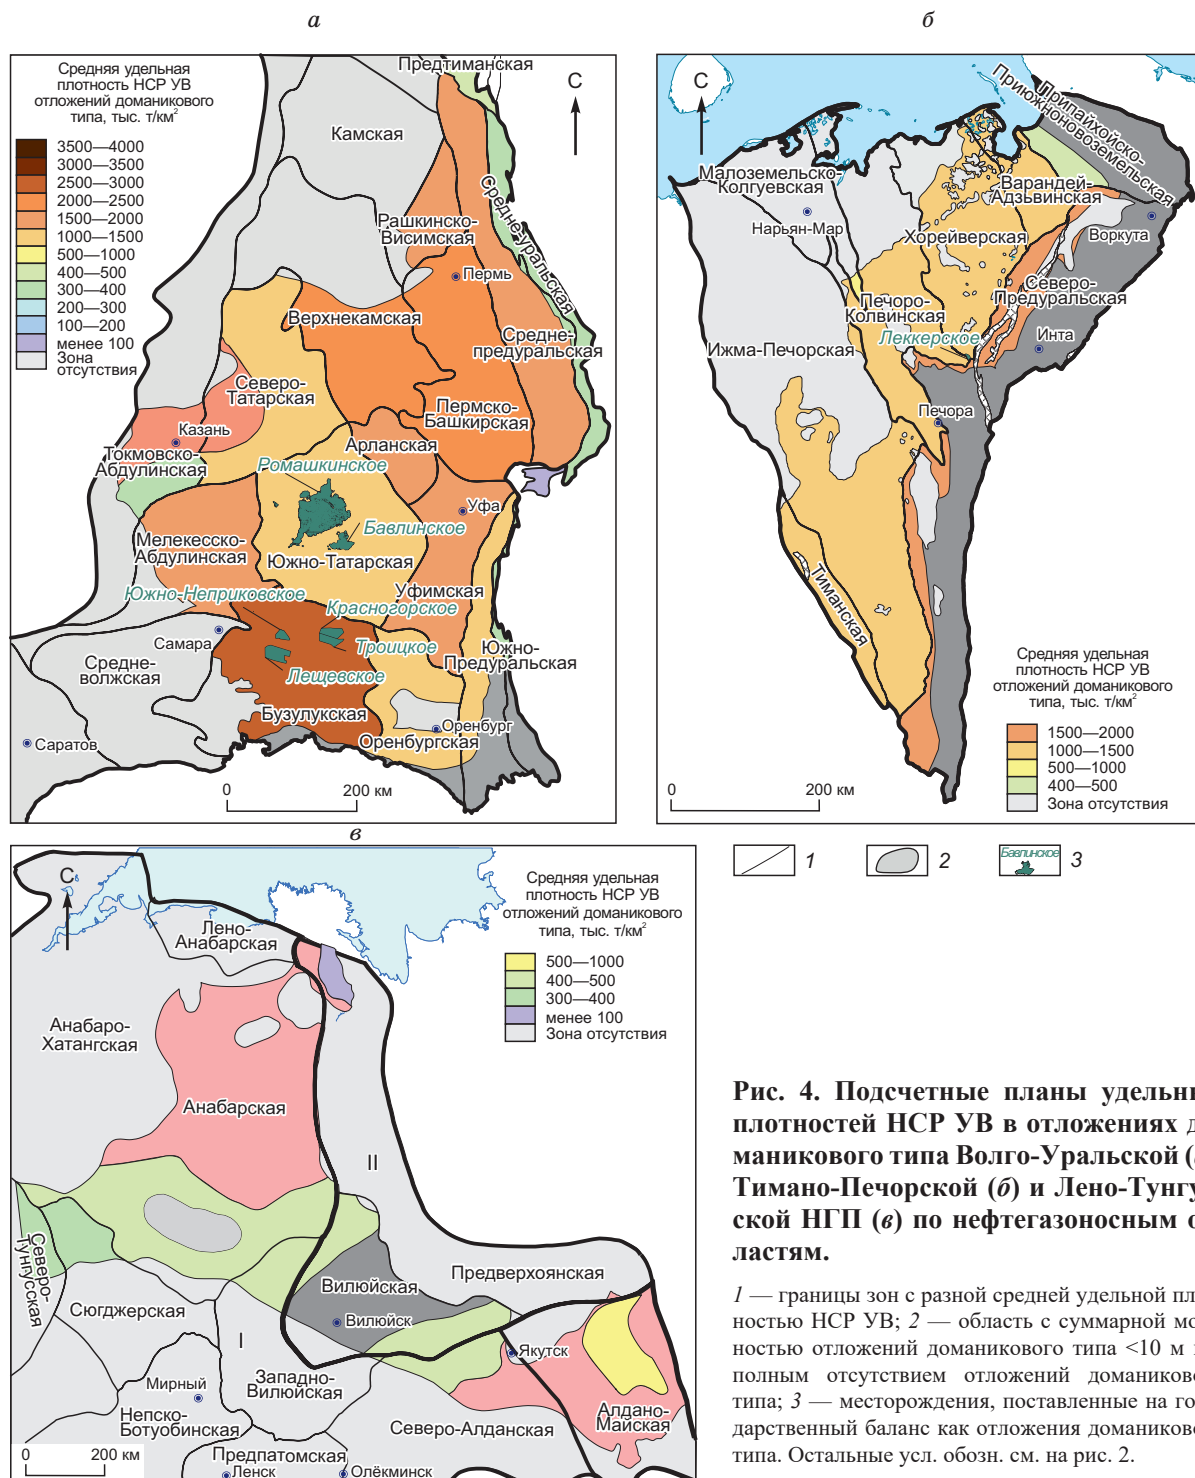 а
Средняя удельная
плотность НСР УВ
отложений доманикового
типа, тыс. т/км²
3500—4000
3000—3500
2500—3000
2000—2500
1500—2000
1000—1500
500—1000
400—500
300—400
200—300
100—200
менее 100
Зона
отсутствия
С
Предтиманская
Камская
Средне-уральская
Рашкинско-
Висимская
Пермь
Верхнекамская
Средне-
предуральская
Северо-
Татарская
Пермско-
Башкирская
Казань
Арланская
Токмовско-
Абдулинская
Ромашкинское
Уфа
Бавлинское
Мелекесско-
Абдулинская
Южно-Татарская
Южно-Неприковское
Уфимская
Красногорское
Самара
Троицкое
Южно-
Предуральская
Средне-
волжская
Лещевское
Бузулукская
Оренбург
Оренбургская
Саратов
0
200 км
б
С
Припайхойско-
Приюжноновоземельская
Малоземельско-
Колгуевская
Варандей-
Адзьвинская
Нарьян-Мар
Хорейверская
Воркута
Печоро-
Колвинская
Северо-
Предуральская
Леккерское
Инта
Ижма-Печорская
Печора
Тиманская
Средняя удельная
плотность НСР УВ
отложений доманикового
типа, тыс. т/км²
1500—2000
1000—1500
500—1000
400—500
Зона отсутствия
0
200 км
в
С
Лено-
Анабарская
Средняя удельная
плотность НСР УВ
отложений доманикового
типа, тыс. т/км²
500—1000
400—500
300—400
менее 100
Зона отсутствия
Анабаро-
Хатангская
Анабарская
II
Северо-
Тунгусская
Предверхоянская
Вилюйская
Сюгджерская
Вилюйск
I
Якутск
Западно-
Вилюйская
Мирный
Алдано-
Майская
Непско-
Ботуобинская
Северо-Алданская
Предпатомская
0
200 км
Ленск
Олёкминск
1
2
Бавлинское
3
Рис. 4. Подсчетные планы удельны
плотностей НСР УВ в отложениях д
маникового типа Волго-Уральской (
Тимано-Печорской (б) и Лено-Тунгу
ской НГП (в) по нефтегазоносным о
ластям.
1 — границы зон с разной средней удельной пло
ностью НСР УВ; 2 — область с суммарной мо
ностью отложений доманикового типа <10 м
полным отсутствием отложений доманиково
типа; 3 — месторождения, поставленные на го
дарственный баланс как отложения доманиково
типа. Остальные усл. обозн. см. на рис. 2.